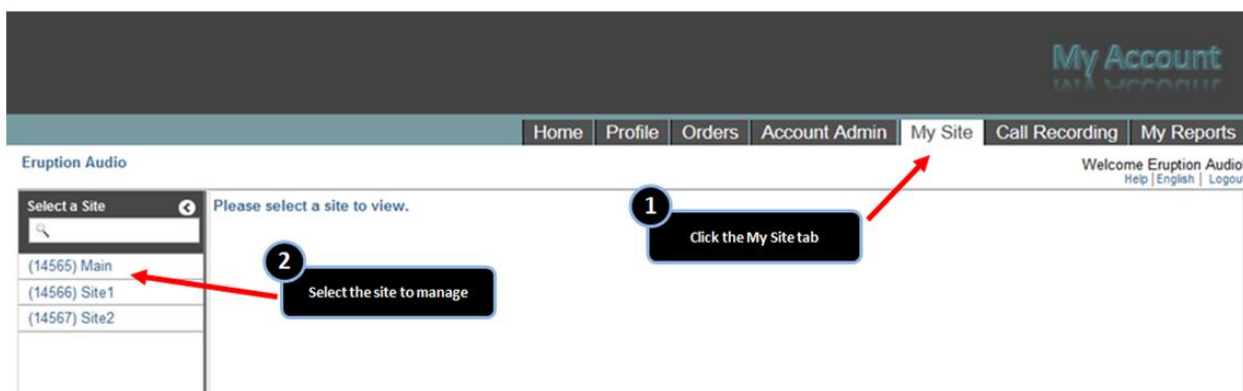 My Account
Home Profile Orders Account Admin My Site Call Recording My Reports
Eruption Audio
Welcome Eruption Audio!
Help | English | Logout
Select a Site
Please select a site to view.
1
Click the My Site tab
(14565) Main
2
Select the site to manage
(14566) Site1
(14567) Site2